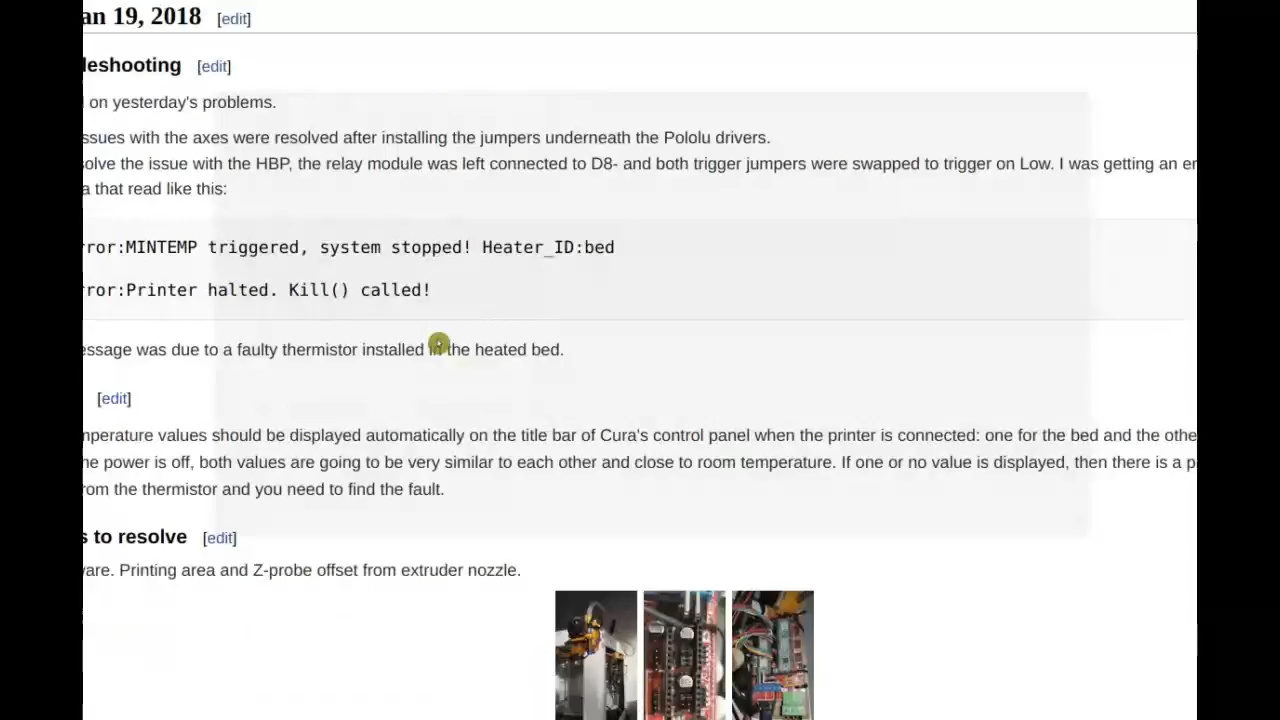 an 19, 2018 [edit]
leshooting [edit]
on yesterday's problems.
ssues with the axes were resolved after installing the jumpers underneath the Pololu drivers.
solve the issue with the HBP, the relay module was left connected to D8- and both trigger jumpers were swapped to trigger on Low. I was getting an er
a that read like this:
rror:MINTEMP triggered, system stopped! Heater_ID:bed
rror:Printer halted. Kill() called!
essage was due to a faulty thermistor installed in the heated bed.
[edit]
mperature values should be displayed automatically on the title bar of Cura's control panel when the printer is connected: one for the bed and the othe
he power is off, both values are going to be very similar to each other and close to room temperature. If one or no value is displayed, then there is a p
rom the thermistor and you need to find the fault.
s to resolve [edit]
vare. Printing area and Z-probe offset from extruder nozzle.